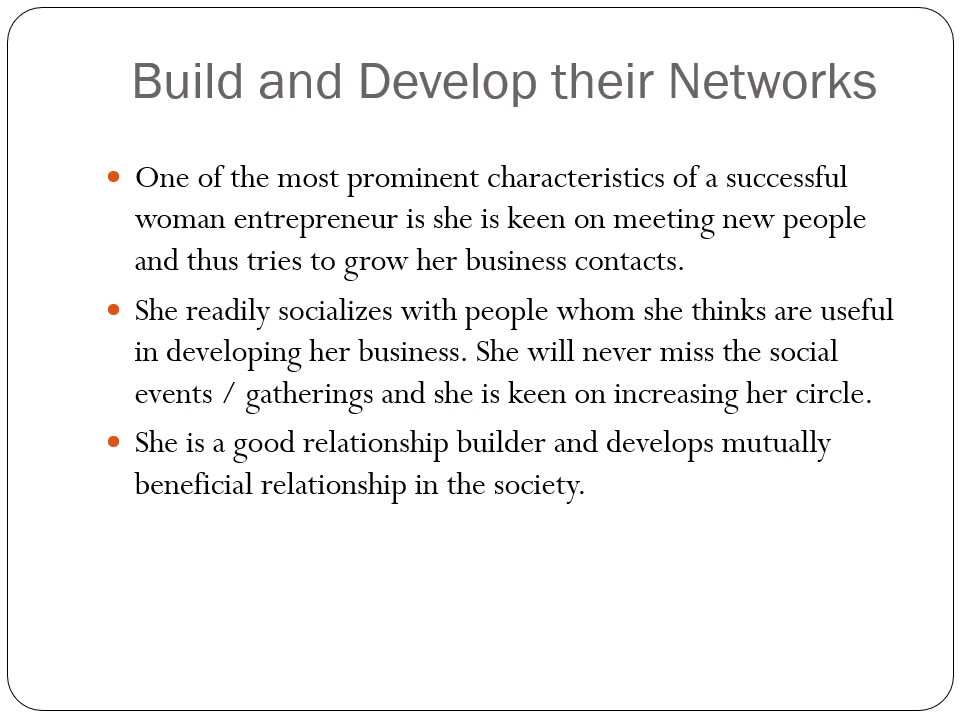 Build and Develop their Networks
One of the most prominent characteristics of a successful
woman entrepreneur is she is keen on meeting new people
and thus tries to grow her business contacts.
She readily socializes with people whom she thinks are useful
in developing her business. She will never miss the social
events / gatherings and she is keen on increasing her circle.
She is a good relationship builder and develops mutually
beneficial relationship in the society.